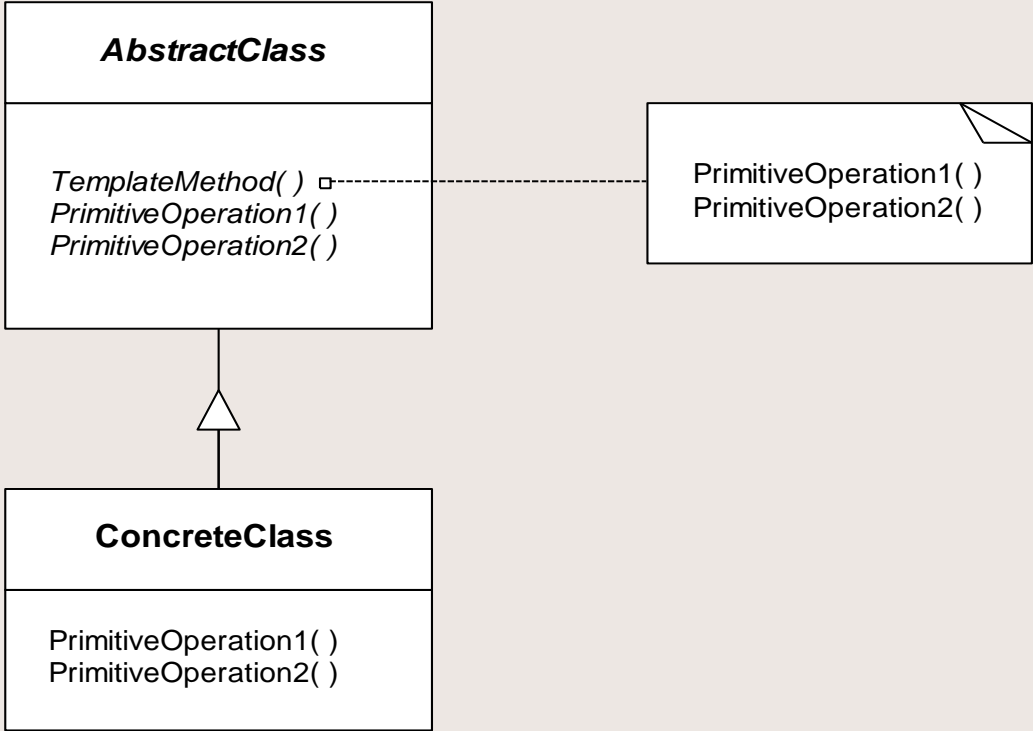 AbstractClass
TemplateMethod( )
PrimitiveOperation1( )
PrimitiveOperation2( )
PrimitiveOperation1( )
PrimitiveOperation2( )
ConcreteClass
PrimitiveOperation1( )
PrimitiveOperation2( )